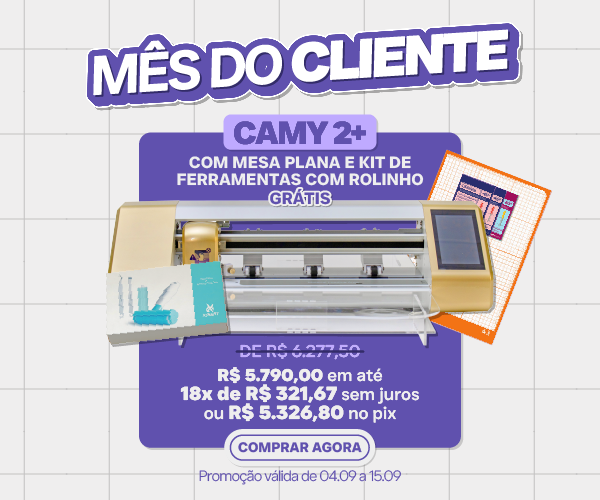 MÊS DO CLIENTE
CAMY 2+
COM MESA PLANA E KIT DE
FERRAMENTAS COM ROLINHO
GRÁTIS
DE R$ 6.277,50
R$ 5.790,00 em até
18x de R$ 321,67 sem juros
ou R$ 5.326,80 no pix
COMPRAR AGORA
Promoção válida de 04.09 a 15.09